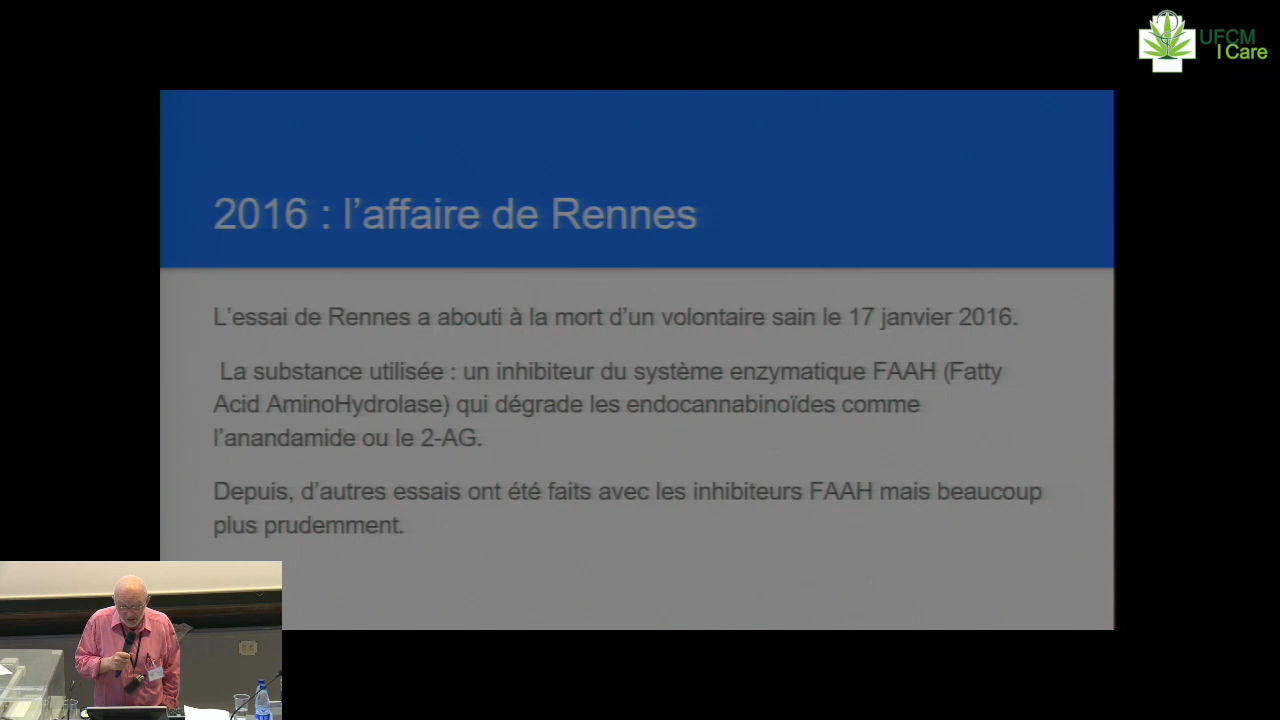 UFCM
I Care
2016 : l'affaire de Rennes
L'essai de Rennes a abouti à la mort d'un volontaire sain le 17 janvier 2016.
La substance utilisée : un inhibiteur du système enzymatique FAAH (Fatty
Acid AminoHydrolase) qui dégrade les endocannabinoïdes comme
l'anandamide ou le 2-AG.
Depuis, d'autres essais ont été faits avec les inhibiteurs FAAH mais beaucoup
plus prudemment.